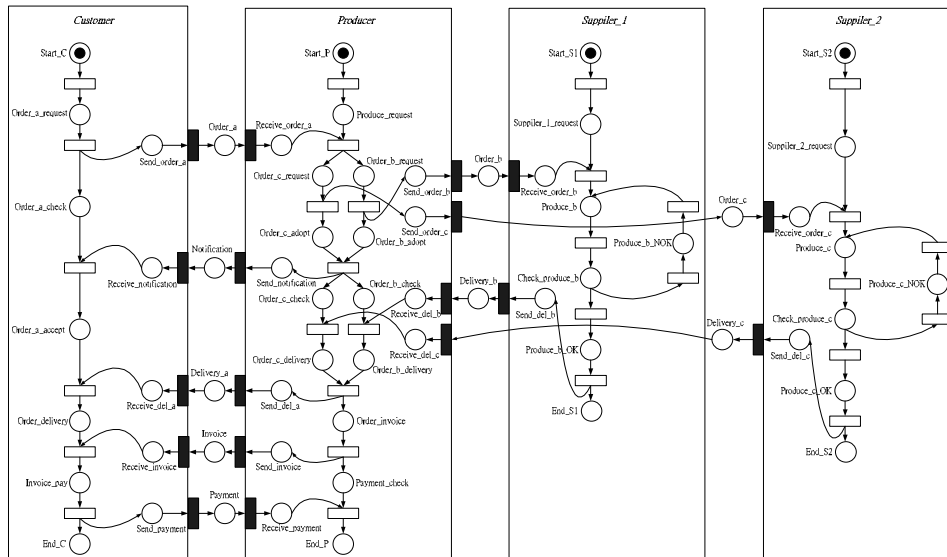 Customer
Producer
Suppiler_1
Suppiler_2
Start_C
Start_P
Start_S1
Start_S2
Order_a_request
Order_a
Receive_order_a
Produce_request
Suppiler_1_request
Send_order_a
Order_b_request
Order_b
Suppiler_2_request
Order_c_request
Send_order_b
Receive_order_b
Order_a_check
Send_order_c
Produce_b
Order_c
Receive_order_c
Order_c_adopt
Order_b_adopt
Produce_b_NOK
Produce_c
Notification
Receive_notification
Send_notification
Order_b_check
Delivery_b
Check_produce_b
Produce_c_NOK
Order_c_check
Receive_del_b
Send_del_b
Check_produce_c
Order_a_accept
Delivery_c
Send_del_c
Order_c_delivery
Receive_del_c
Produce_b_OK
Order_b_delivery
Delivery_a
Receive_del_a
Send_del_a
Produce_c_OK
Order_delivery
Order_invoice
End_S1
Invoice
Receive_invoice
Send_invoice
End_S2
Invoice_pay
Payment_check
Payment
Send_payment
Receive_payment
End_C
End_P